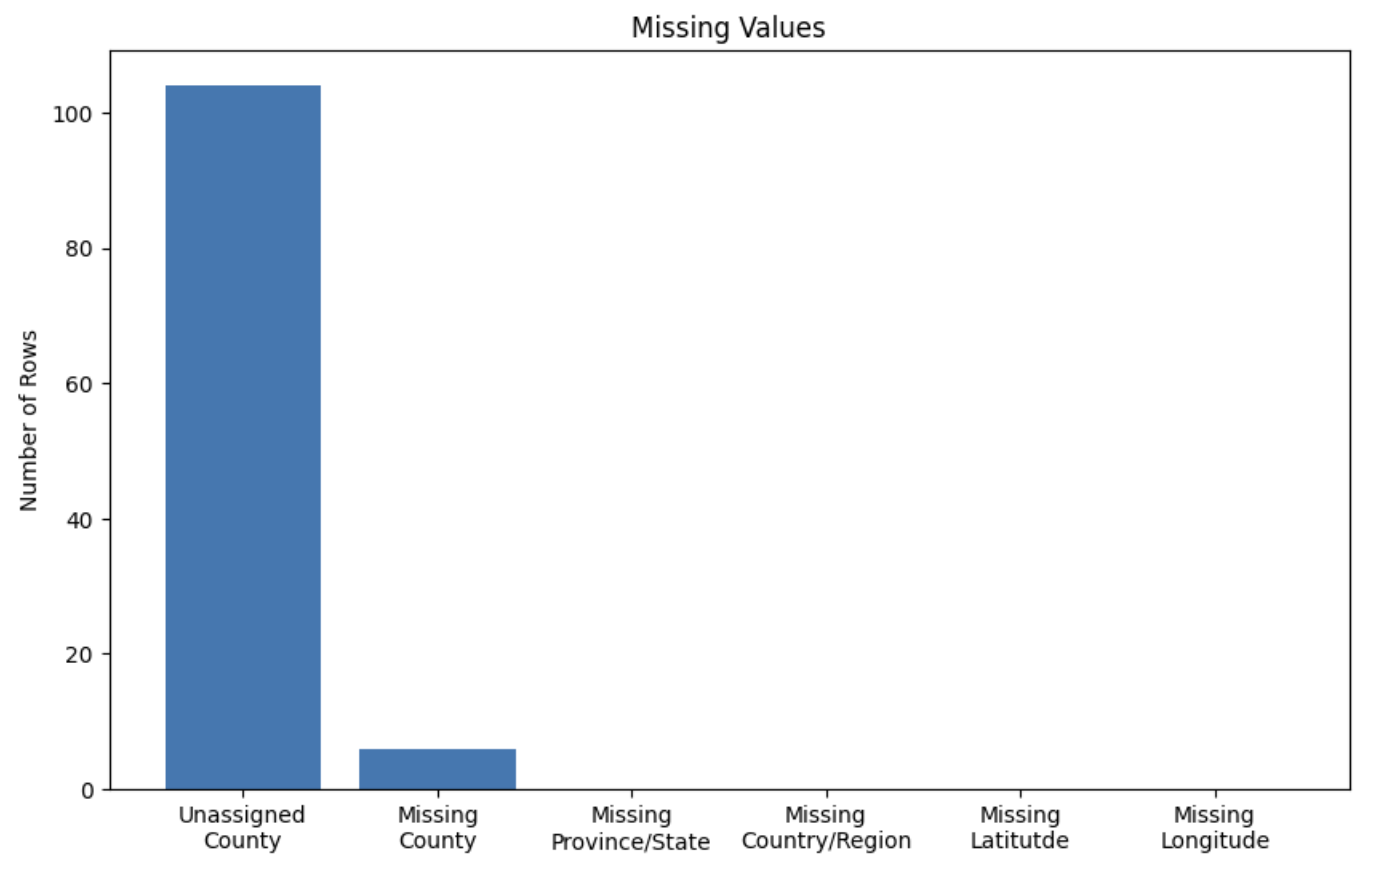 Missing Values
Number of Rows
100
80
60
40
20
0
Unassigned
County
Missing
County
Missing
Province/State
Missing
Country/Region
Missing
Latitutde
Missing
Longitude